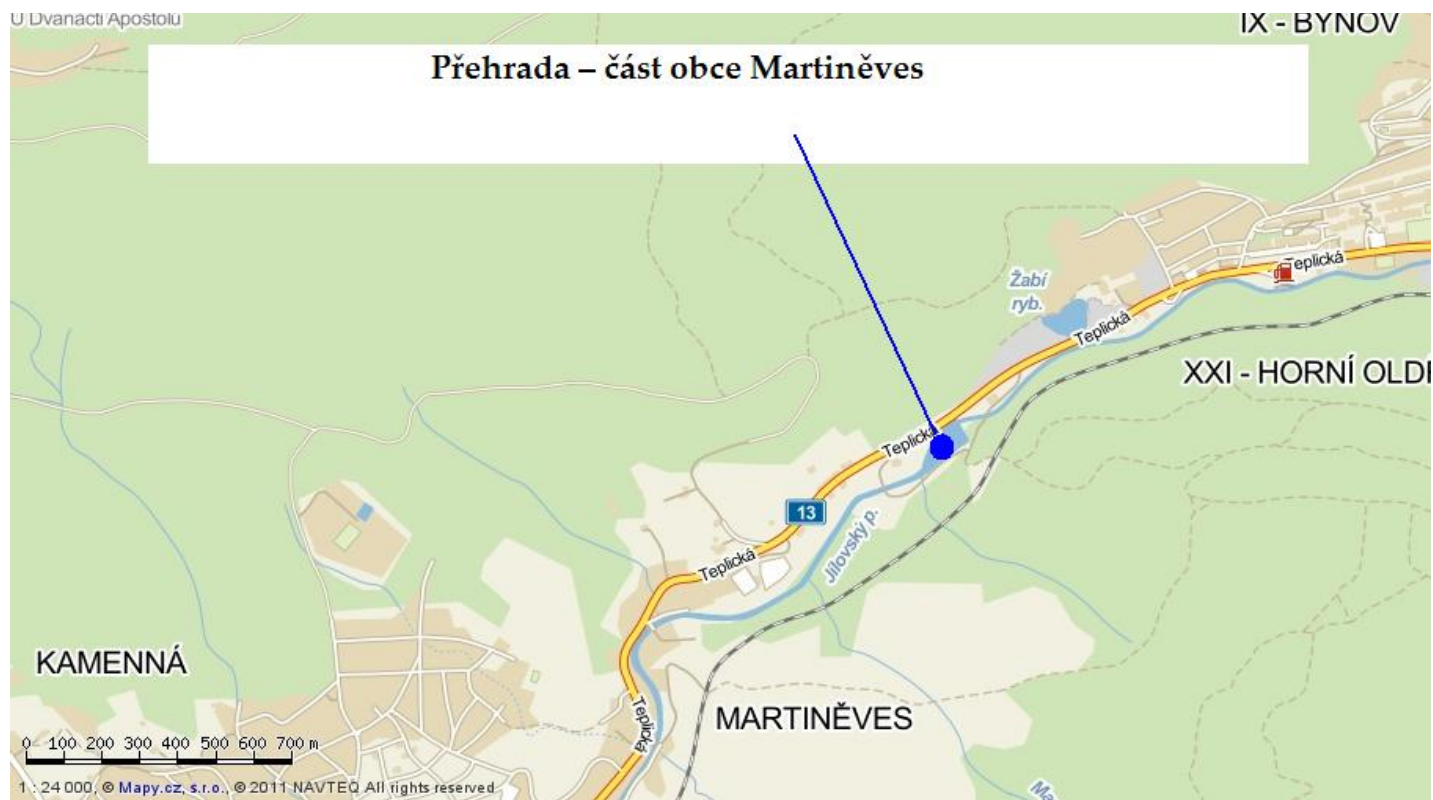 U Dvanácti Apoštolů
IX - BYNOV
Přehrada – část obce Martiněves
Teplická
Žabí
ryb.
Teplická
XXI - HORNÍ OLDŘ
Teplická
13
Jílovský p.
Teplická
KAMENNÁ
MARTINĚVES
Teplická
0 100 200 300 400 500 600 700 m
1 : 24 000, © Mapy.cz, s.r.o., © 2011 NAVTEQ All rights reserved